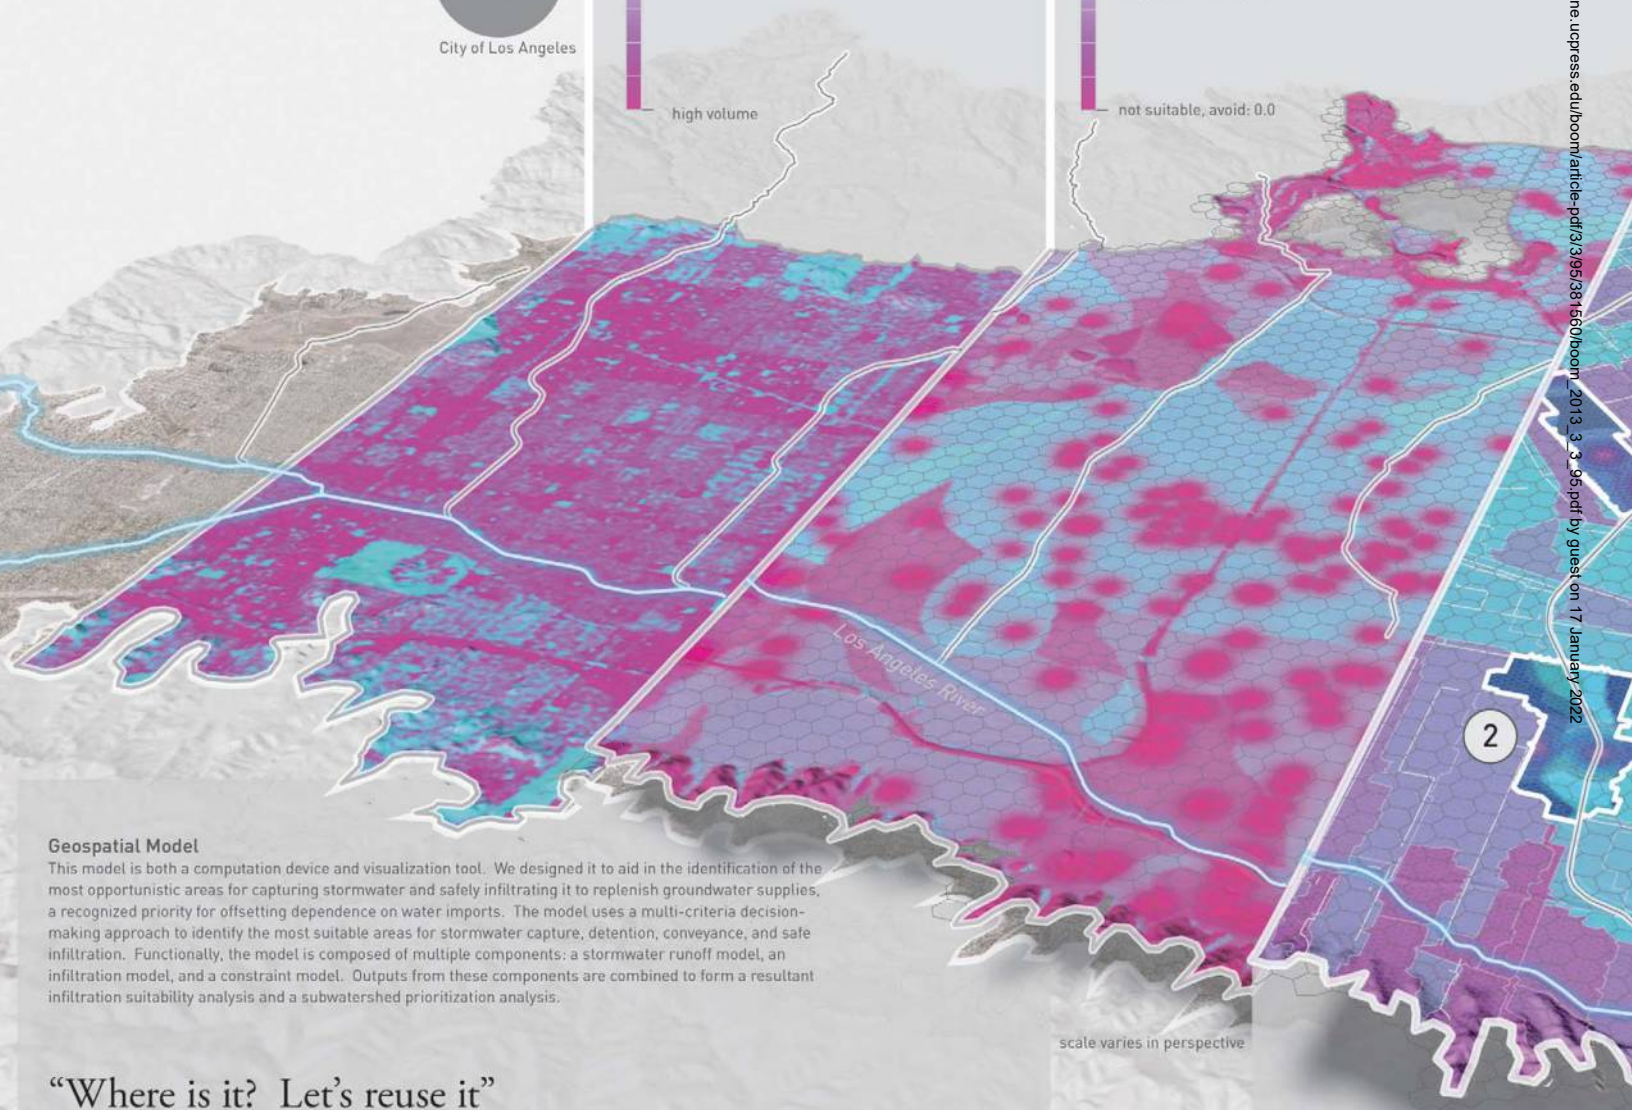 City of Los Angeles
high volume
not suitable, avoid: 0.0
Los Angeles River
2
Geospatial Model
This model is both a computation device and visualization tool.  We designed it to aid in the identification of the
most opportunistic areas for capturing stormwater and safely infiltrating it to replenish groundwater supplies,
a recognized priority for offsetting dependence on water imports.  The model uses a multi-criteria decision-
making approach to identify the most suitable areas for stormwater capture, detention, conveyance, and safe
infiltration.  Functionally, the model is composed of multiple components: a stormwater runoff model, an
infiltration model, and a constraint model.  Outputs from these components are combined to form a resultant
infiltration suitability analysis and a subwatershed prioritization analysis.
scale varies in perspective
“Where is it?  Let’s reuse it”
ne.ucpress.edu/boom/article-pdf/3/3/95/381560/boom_2013_3_3_95.pdf by guest on 17 January 2022